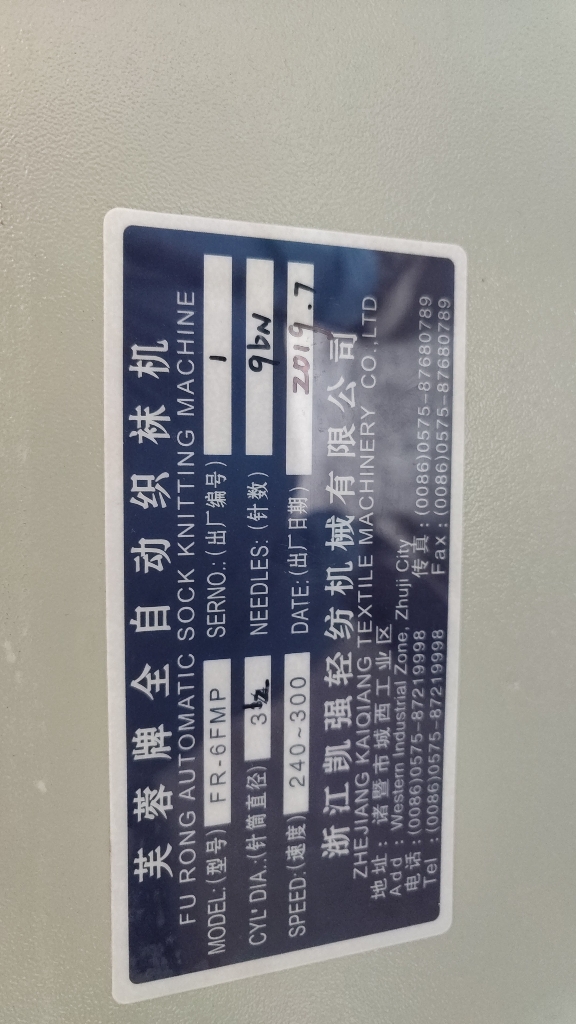 芙蓉牌全自动织袜机
FU RONG AUTOMATIC SOCK KNITTING MACHINE
MODEL:(型号) FR-6FMP SERNO.:(出厂编号) 1
CYL'DIA.:(针筒直径) 3½ NEEDLES:(针数) 96N
SPEED:(速度) 240~300 DATE:(出厂日期) 2019.7
浙江凯强轻纺机械有限公司
ZHEJIANG KAIQIANG TEXTILE MACHINERY CO.,LTD
地址：诸暨市城西工业区
Add：Western Industrial Zone, Zhuji City
电话：(0086)0575-87219998 传真：(0086)0575-87680789
Tel：(0086)0575-87219998 Fax：(0086)0575-87680789